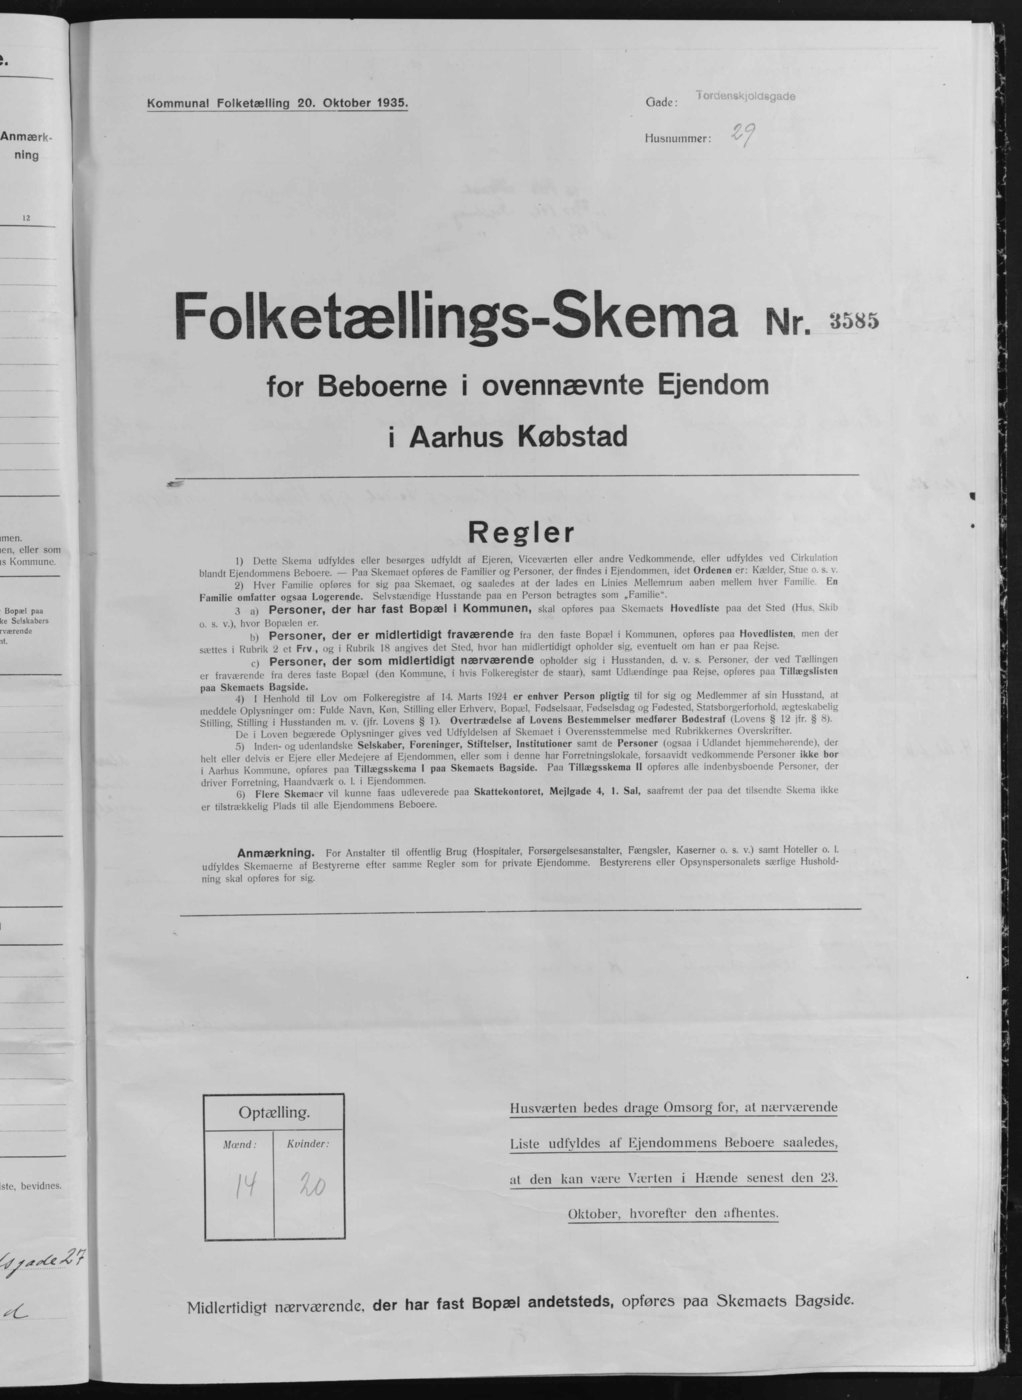 e.
Anmærk-
ning
12
men.
en, eller som
s Kommune.
Bopæl paa
ke Selskabers
rværende
st.
ste, bevidnes.
sgade 27
d
Kommunal Folketælling 20. Oktober 1935.
Gade: Tordenskjoldsgade
Husnummer: 29
Folketællings-Skema Nr. 3585
for Beboerne i ovennævnte Ejendom
i Aarhus Købstad
Regler
1) Dette Skema udfyldes eller besørges udfyldt af Ejeren, Viceværten eller andre Vedkommende, eller udfyldes ved Cirkulation
blandt Ejendommens Beboere. — Paa Skemaet opføres de Familier og Personer, der findes i Ejendommen, idet Ordenen er: Kælder, Stue o. s. v.
2) Hver Familie opføres for sig paa Skemaet, og saaledes at der lades en Linies Mellemrum aaben mellem hver Familie. En
Familie omfatter ogsaa Logerende. Selvstændige Husstande paa en Person betragtes som „Familie“.
3 a) Personer, der har fast Bopæl i Kommunen, skal opføres paa Skemaets Hovedliste paa det Sted (Hus, Skib
o. s. v.), hvor Bopælen er.
b) Personer, der er midlertidigt fraværende fra den faste Bopæl i Kommunen, opføres paa Hovedlisten, men der
sættes i Rubrik 2 et Frv., og i Rubrik 18 angives det Sted, hvor han midlertidigt opholder sig, eventuelt om han er paa Rejse.
c) Personer, der som midlertidigt nærværende opholder sig i Husstanden, d. v. s. Personer, der ved Tællingen
er fraværende fra deres faste Bopæl (den Kommune, i hvis Folkeregister de staar), samt Udlændinge paa Rejse, opføres paa Tillægslisten
paa Skemaets Bagside.
4) I Henhold til Lov om Folkeregistre af 14. Marts 1924 er enhver Person pligtig til for sig og Medlemmer af sin Husstand, at
meddele Oplysninger om: Fulde Navn, Køn, Stilling eller Erhverv, Bopæl, Fødselsaar, Fødselsdag og Fødested, Statsborgerforhold, ægteskabelig
Stilling, Stilling i Husstanden m. v. (jfr. Lovens § 1). Overtrædelse af Lovens Bestemmelser medfører Bødestraf (Lovens § 12 jfr. § 8).
De i Loven begærede Oplysninger gives ved Udfyldelsen af Skemaet i Overensstemmelse med Rubrikkernes Overskrifter.
5) Inden- og udenlandske Selskaber, Foreninger, Stiftelser, Institutioner samt de Personer (ogsaa i Udlandet hjemmehørende), der
helt eller delvis er Ejere eller Medejere af Ejendommen, eller som i denne har Forretningslokale, forsaavidt vedkommende Personer ikke bor
i Aarhus Kommune, opføres paa Tillægsskema I paa Skemaets Bagside. Paa Tillægsskema II opføres alle indenbysboende Personer, der
driver Forretning, Haandværk o. l. i Ejendommen.
6) Flere Skemaer vil kunne faas udleverede paa Skattekontoret, Mejlgade 4, 1. Sal, saafremt der paa det tilsendte Skema ikke
er tilstrækkelig Plads til alle Ejendommens Beboere.
Anmærkning. For Anstalter til offentlig Brug (Hospitaler, Forsørgelsesanstalter, Fængsler, Kaserner o. s. v.) samt Hoteller o. l.
udfyldes Skemaerne af Bestyrerne efter samme Regler som for private Ejendomme. Bestyrerens eller Opsynspersonalets særlige Hushold-
ning skal opføres for sig.
Optælling.
Mænd: Kvinder:
14 20
Husværten bedes drage Omsorg for, at nærværende
Liste udfyldes af Ejendommens Beboere saaledes,
at den kan være Værten i Hænde senest den 23.
Oktober, hvorefter den afhentes.
Midlertidigt nærværende, der har fast Bopæl andetsteds, opføres paa Skemaets Bagside.